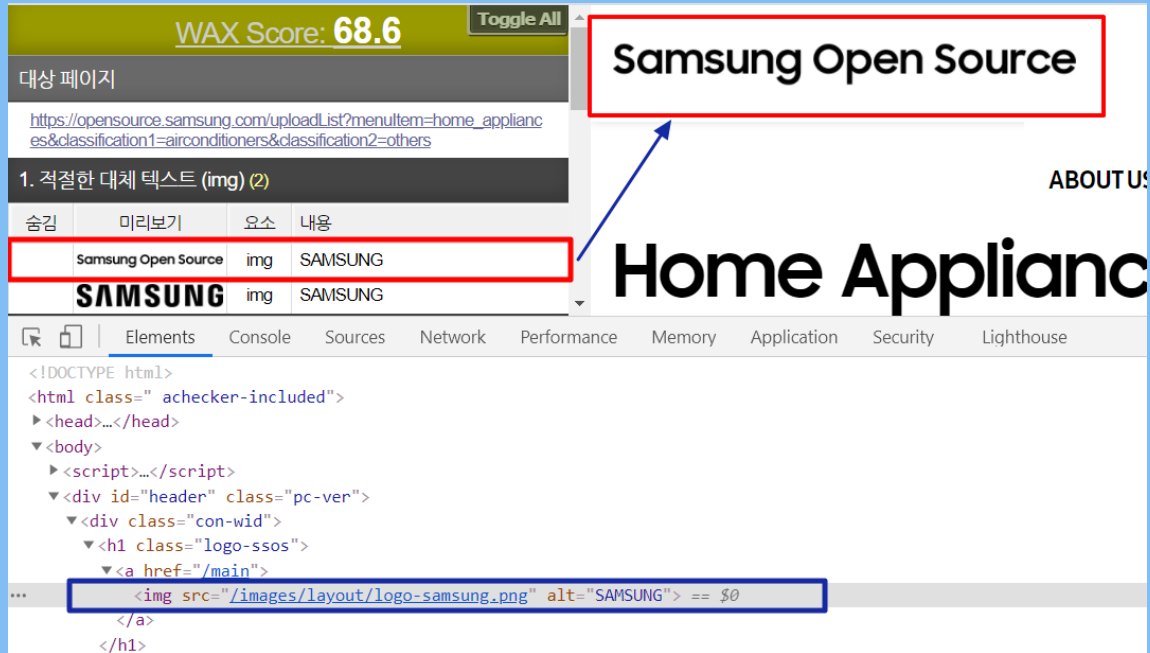 WAX Score: 68.6
Toggle All
대상 페이지
https://opensource.samsung.com/uploadList?menuItem=home_applianc
es&classification1=airconditioners&classification2=others
1. 적절한 대체 텍스트 (img) (2)
숨김 미리보기 요소 내용
Samsung Open Source img SAMSUNG
SAMSUNG img SAMSUNG
Samsung Open Source
ABOUT US
Home Applianc
Elements Console Sources Network Performance Memory Application Security Lighthouse
<!DOCTYPE html>
<html class=" achecker-included">
▶<head>…</head>
▼<body>
▶<script>…</script>
▼<div id="header" class="pc-ver">
▼<div class="con-wid">
▼<h1 class="logo-ssos">
▼<a href="/main">
<img src="/images/layout/logo-samsung.png" alt="SAMSUNG"> == $0
</a>
</h1>